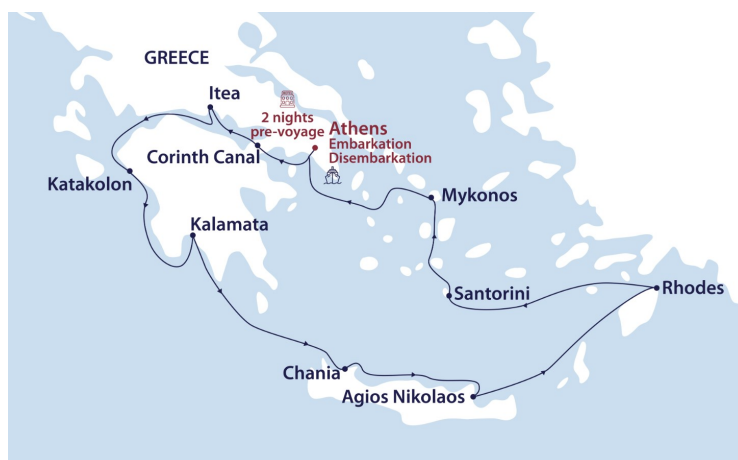 GREECE
Itea
2 nights
pre-voyage
Athens
Embarkation
Disembarkation
Corinth Canal
Katakolon
Kalamata
Mykonos
Santorini
Rhodes
Chania
Agios Nikolaos